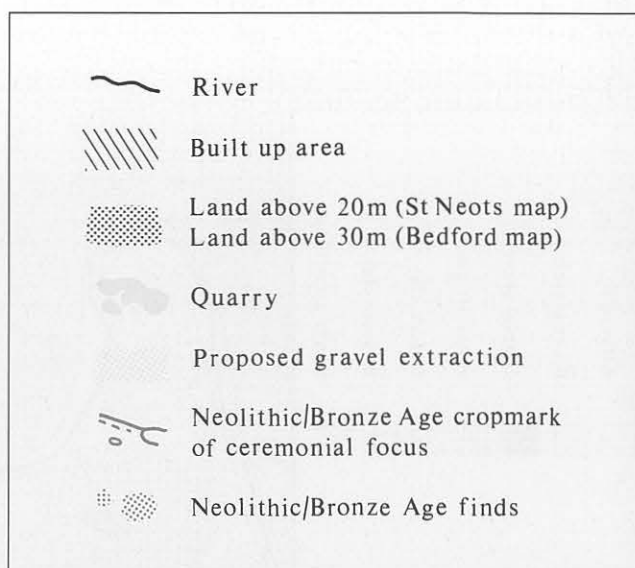 River
Built up area
Land above 20m (St Neots map)
Land above 30m (Bedford map)
Quarry
Proposed gravel extraction
Neolithic/Bronze Age cropmark
of ceremonial focus
Neolithic/Bronze Age finds